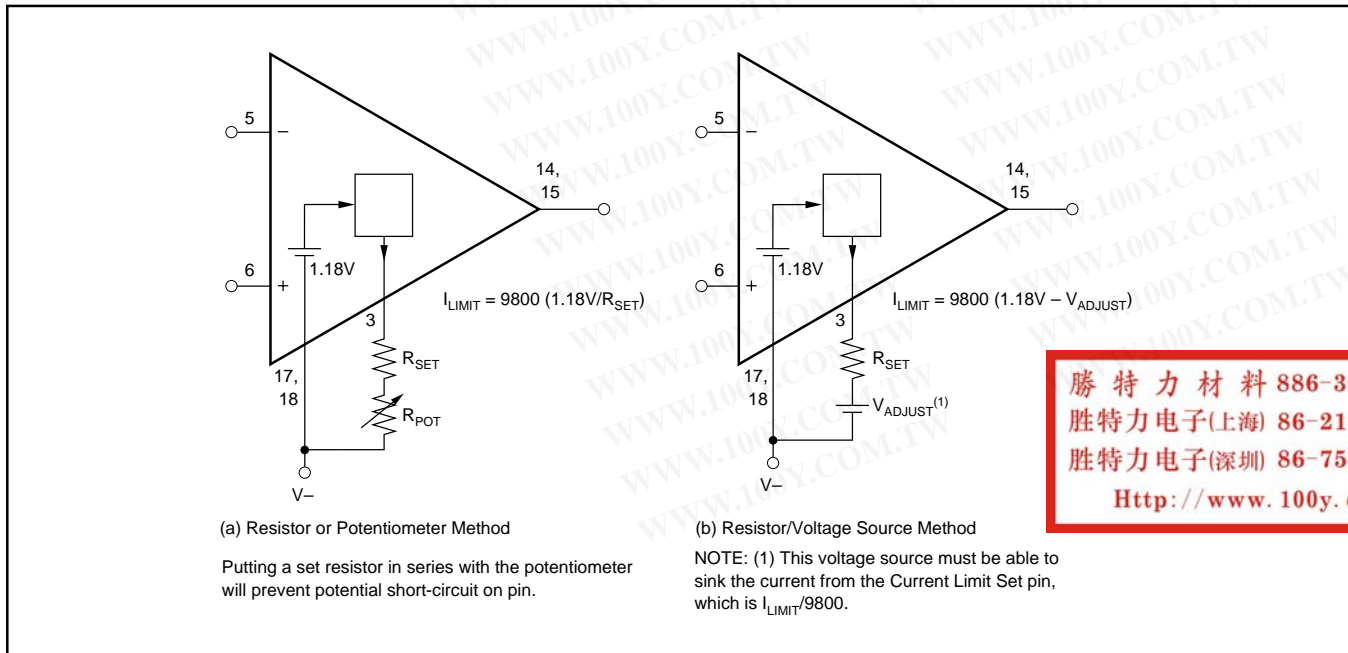 5
−
14,
15
1.18V
6
+
I_LIMIT = 9800 (1.18V/R_SET)
3
R_SET
17,
18
R_POT
V–
(a) Resistor or Potentiometer Method
Putting a set resistor in series with the potentiometer
will prevent potential short-circuit on pin.
5
−
14,
15
1.18V
6
+
I_LIMIT = 9800 (1.18V – V_ADJUST)
3
R_SET
17,
18
V_ADJUST(1)
V–
(b) Resistor/Voltage Source Method
NOTE: (1) This voltage source must be able to
sink the current from the Current Limit Set pin,
which is I_LIMIT/9800.
勝 特 力 材 料 886-3
胜特力电子(上海) 86-21
胜特力电子(深圳) 86-75
Http://www.100y.
WWW.100Y.COM.TW